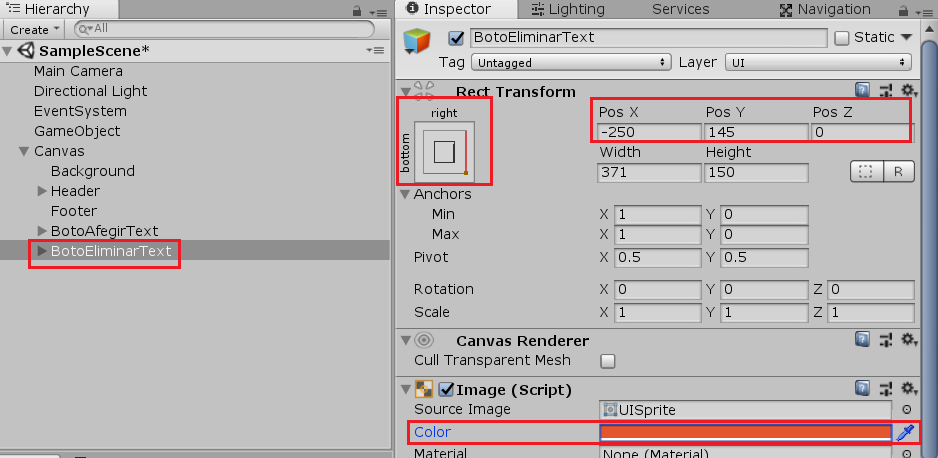 Hierarchy
Create
All
SampleScene*
Main Camera
Directional Light
EventSystem
GameObject
Canvas
Background
Header
Footer
BotoAfegirText
BotoEliminarText
Inspector Lighting Services Navigation
BotoEliminarText Static
Tag Untagged Layer UI
Rect Transform
right
bottom
Pos X Pos Y Pos Z
-250 145 0
Width Height
371 150 R
Anchors
Min X 1 Y 0
Max X 1 Y 0
Pivot X 0.5 Y 0.5
Rotation X 0 Y 0 Z 0
Scale X 1 Y 1 Z 1
Canvas Renderer
Cull Transparent Mesh
Image (Script)
Source Image UISprite
Color
Material None (Material)